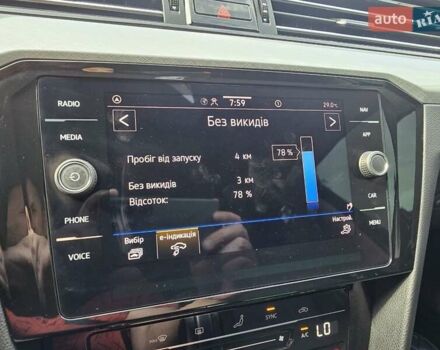 auto RIA
RADIO
MEDIA
PHONE
VOICE
7:59
29.0°C
Без викидів
Пробіг від запуску 4 км
78 %
Без викидів 3 км
Відсоток: 78 %
Вибір
е-індикація
Настрой.
NAV
APP
CAR
MENU
SYNC
A/C
LO